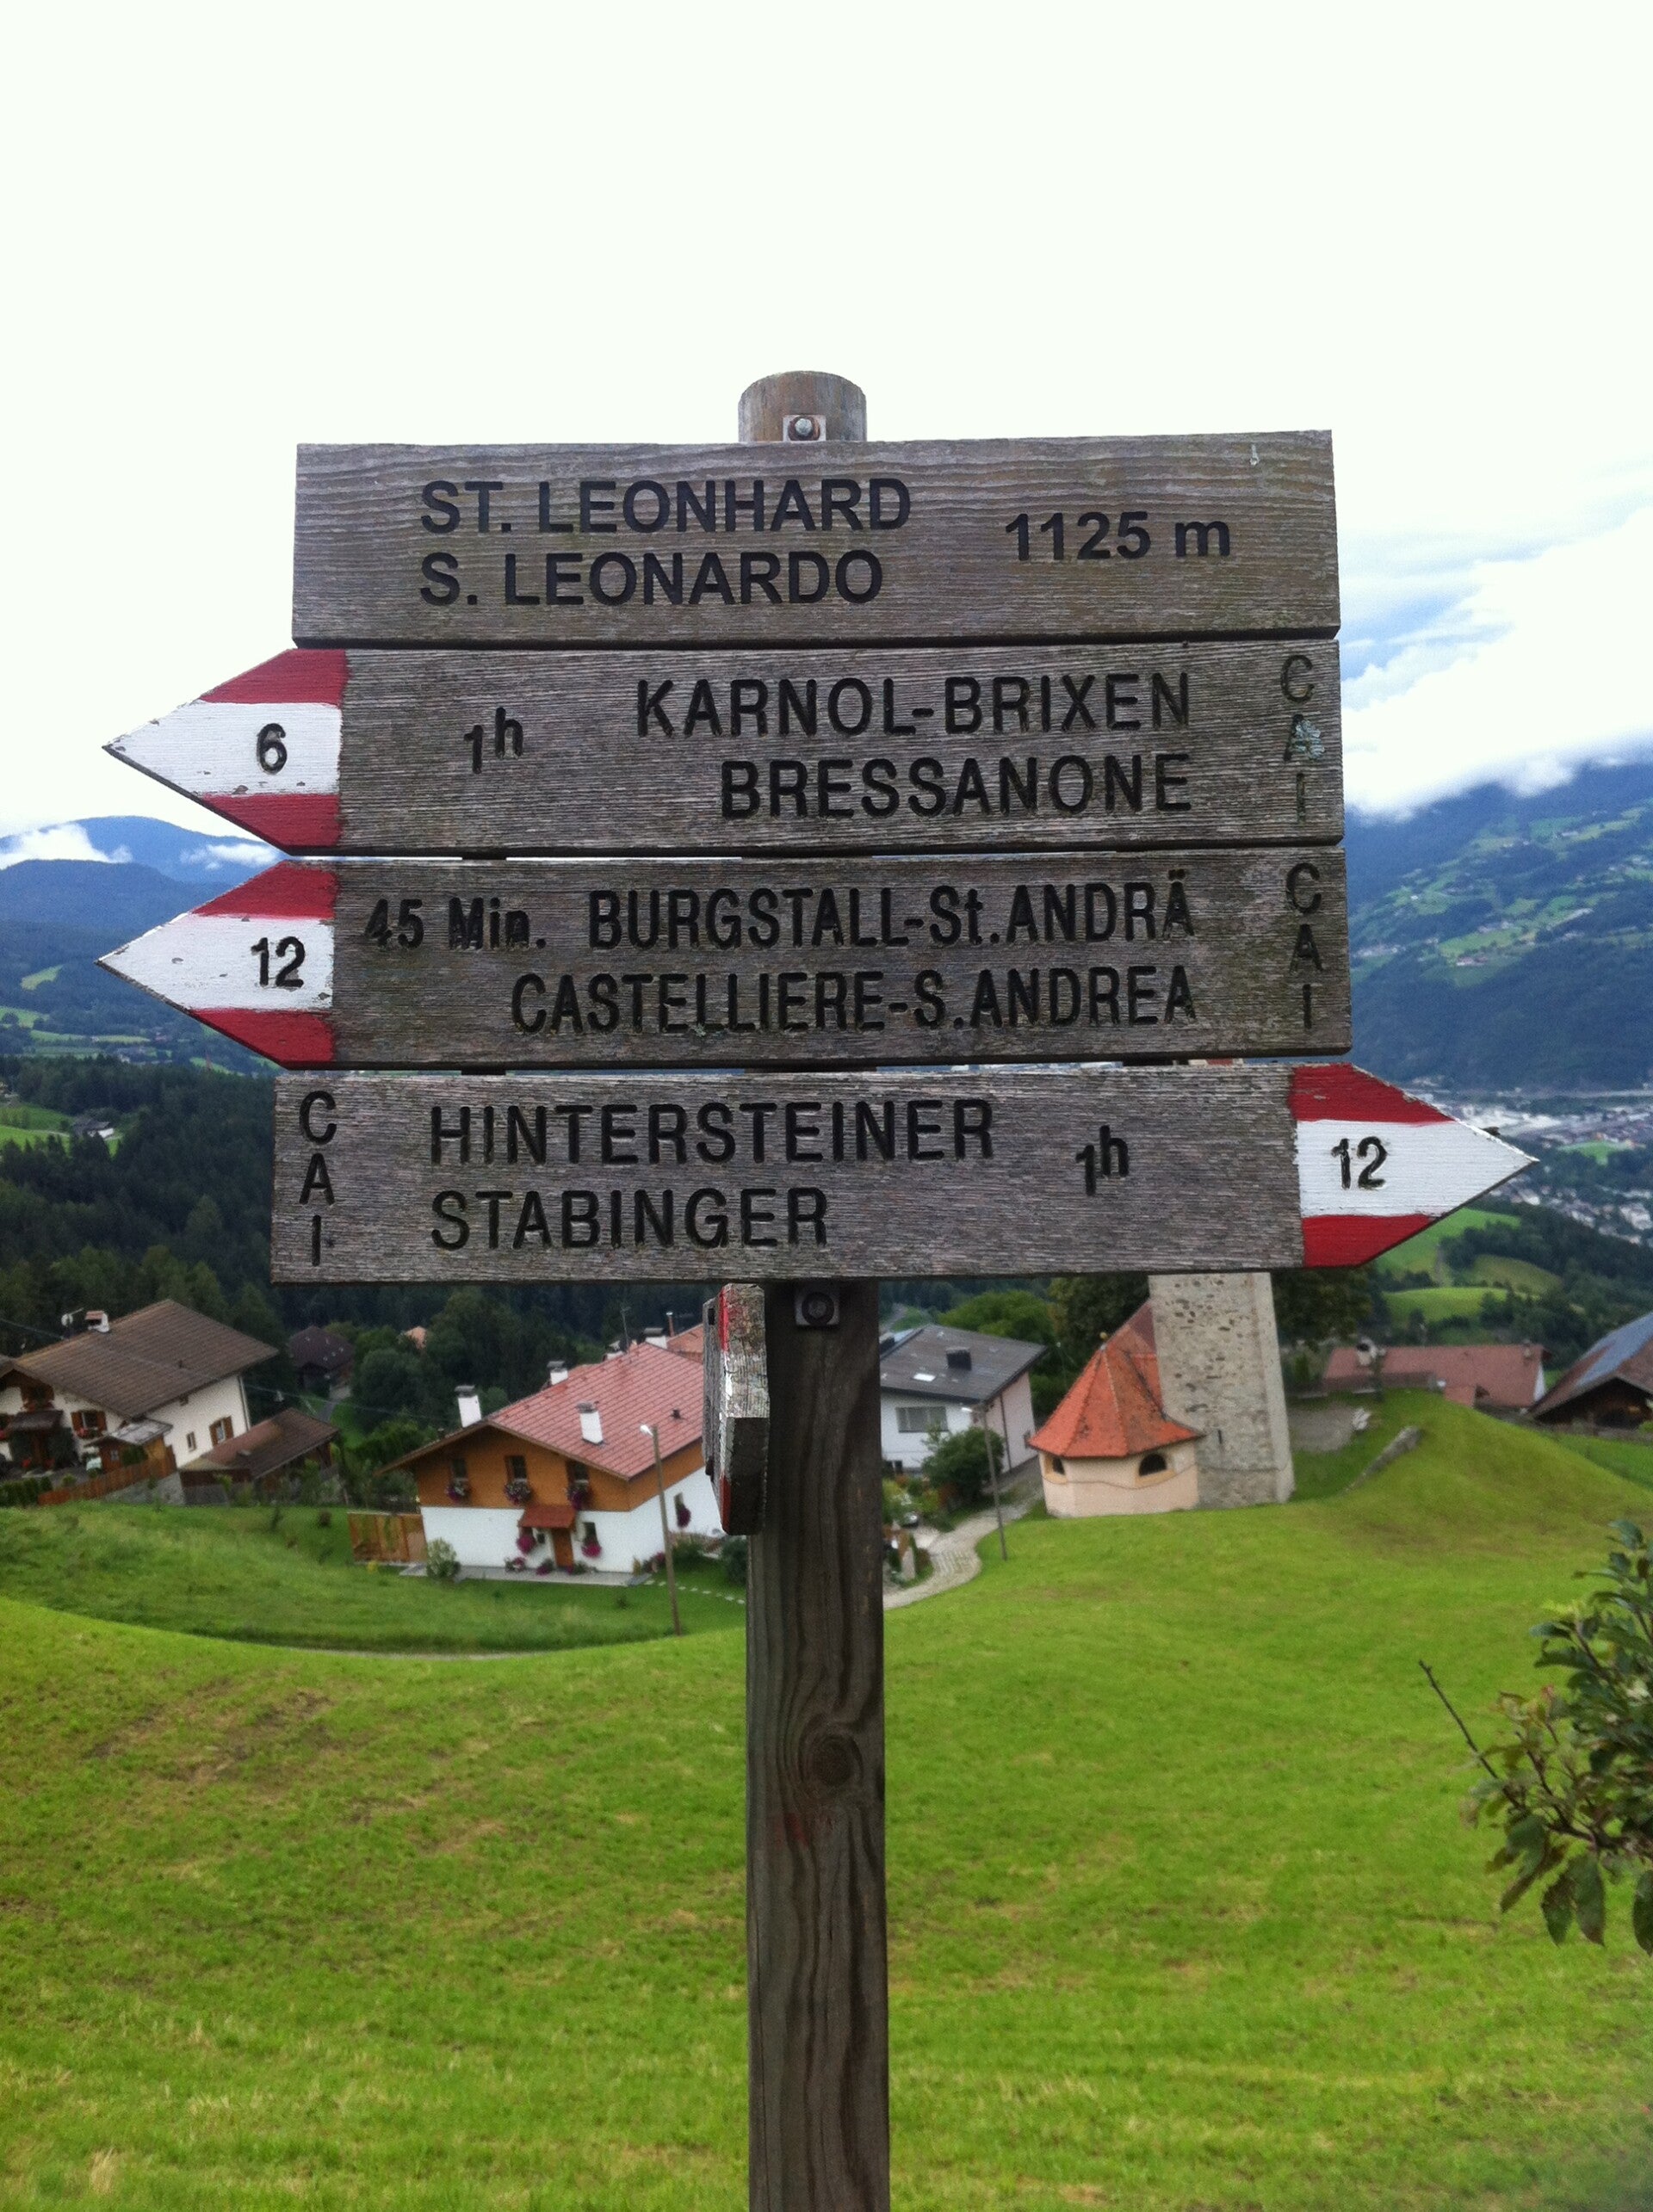 ST. LEONHARD 1125 m
S. LEONARDO
6 1h KARNOL-BRIXEN CAI
BRESSANONE
12 45 Min. BURGSTALL-St.ANDRÄ CAI
CASTELLIERE-S.ANDREA
CAI HINTERSTEINER 1h 12
STABINGER